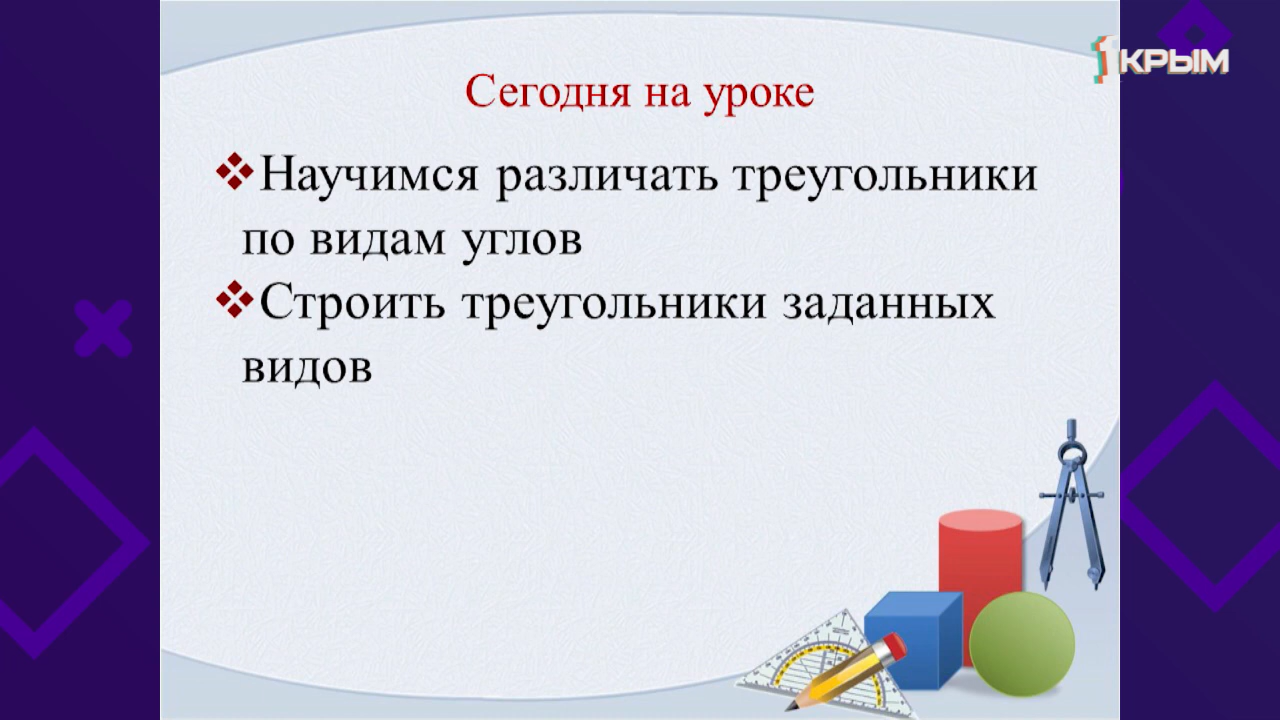 1КРЫМ
Сегодня на уроке
❖Научимся различать треугольники
по видам углов
❖Строить треугольники заданных
видов